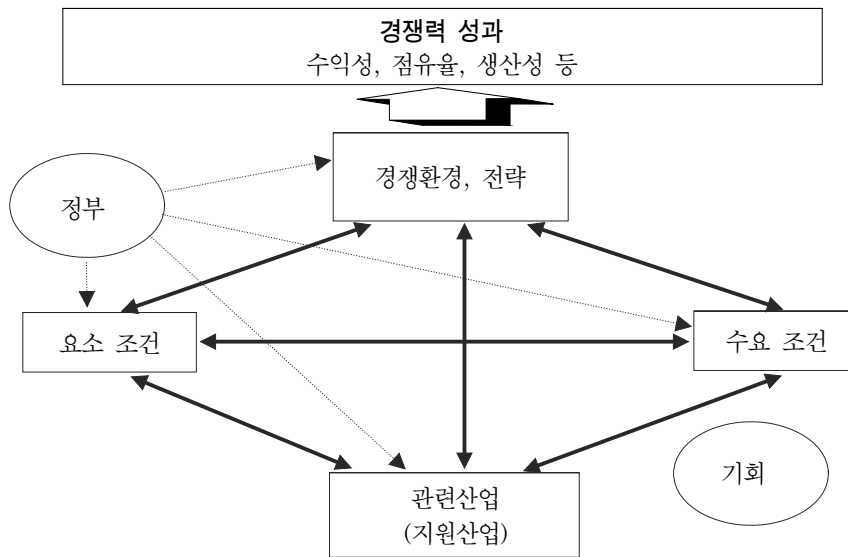 경쟁력 성과
수익성, 점유율, 생산성 등
경쟁환경, 전략
정부
요소 조건
수요 조건
기회
관련산업
(지원산업)